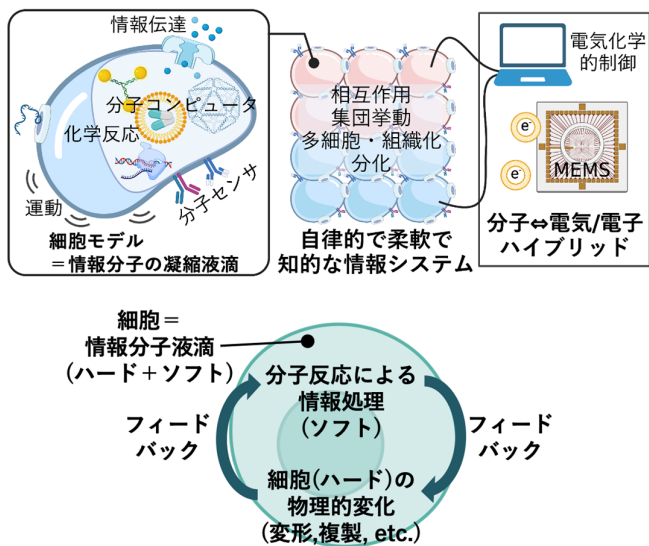 情報伝達
分子コンピュータ
化学反応
分子センサ
運動
細胞モデル
＝情報分子の凝縮液滴
相互作用
集団挙動
多細胞・組織化
分化
自律的で柔軟で
知的な情報システム
電気化学
的制御
e⁻
e⁻
MEMS
分子⇔電気/電子
ハイブリッド
細胞＝
情報分子液滴
(ハード＋ソフト)
分子反応による
情報処理
(ソフト)
フィード
バック
フィード
バック
細胞(ハード)の
物理的変化
(変形,複製, etc.)